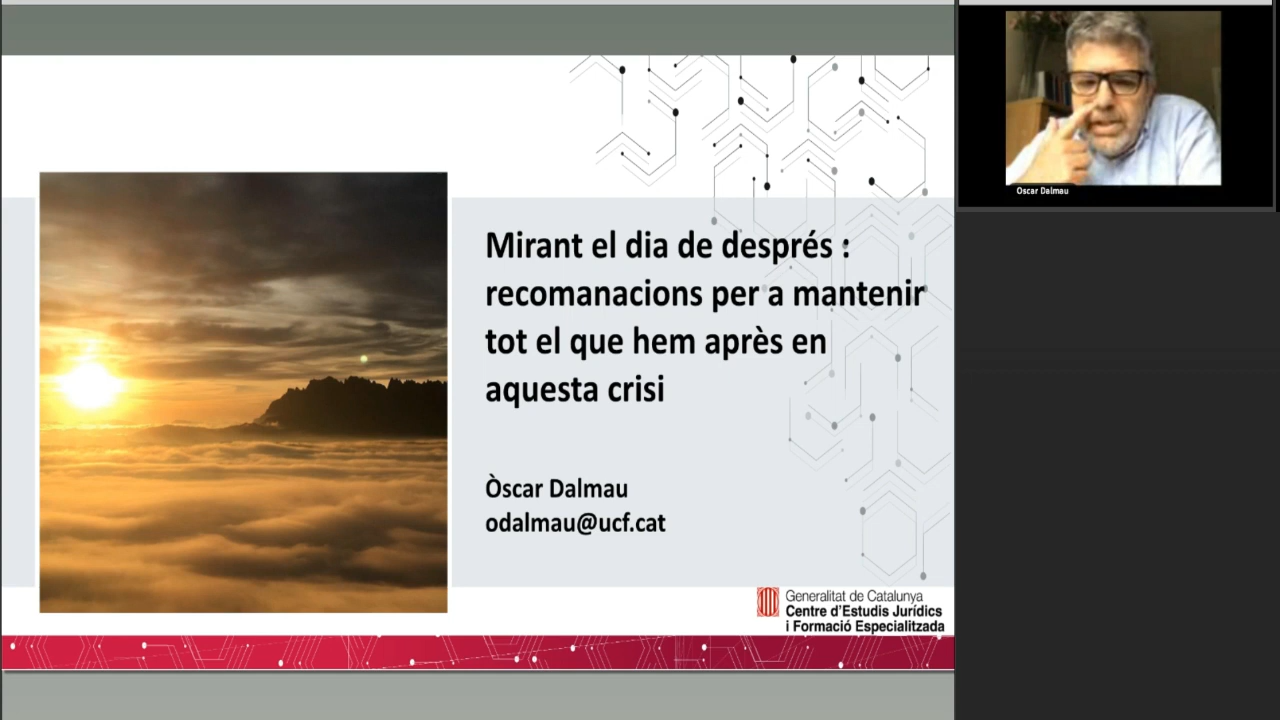 Mirant el dia de després :
recomanacions per a mantenir
tot el que hem après en
aquesta crisi
Òscar Dalmau
odalmau@ucf.cat
Generalitat de Catalunya
Centre d'Estudis Jurídics
i Formació Especialitzada
Oscar Dalmau